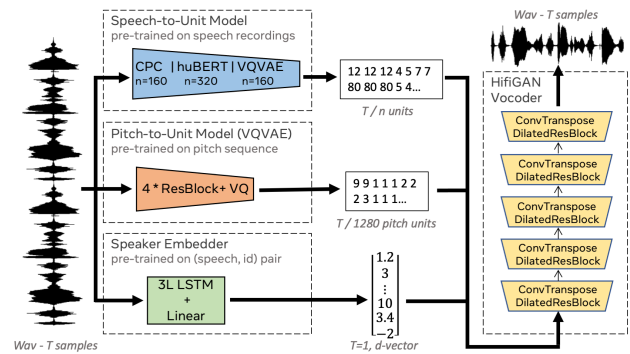 Speech-to-Unit Model
pre-trained on speech recordings
CPC | huBERT | VQVAE
n=160 n=320 n=160
12 12 12 4 5 7 7
80 80 80 5 4...
T / n units
Pitch-to-Unit Model (VQVAE)
pre-trained on pitch sequence
4 * ResBlock+ VQ
9 9 1 1 1 2 2
2 3 1 1 1...
T / 1280 pitch units
Speaker Embedder
pre-trained on (speech, id) pair
3L LSTM
+
Linear
1.2
3
⋮
10
3.4
-2
T=1, d-vector
Wav - T samples
Wav - T samples
HifiGAN
Vocoder
ConvTranspose
DilatedResBlock
ConvTranspose
DilatedResBlock
ConvTranspose
DilatedResBlock
ConvTranspose
DilatedResBlock
ConvTranspose
DilatedResBlock